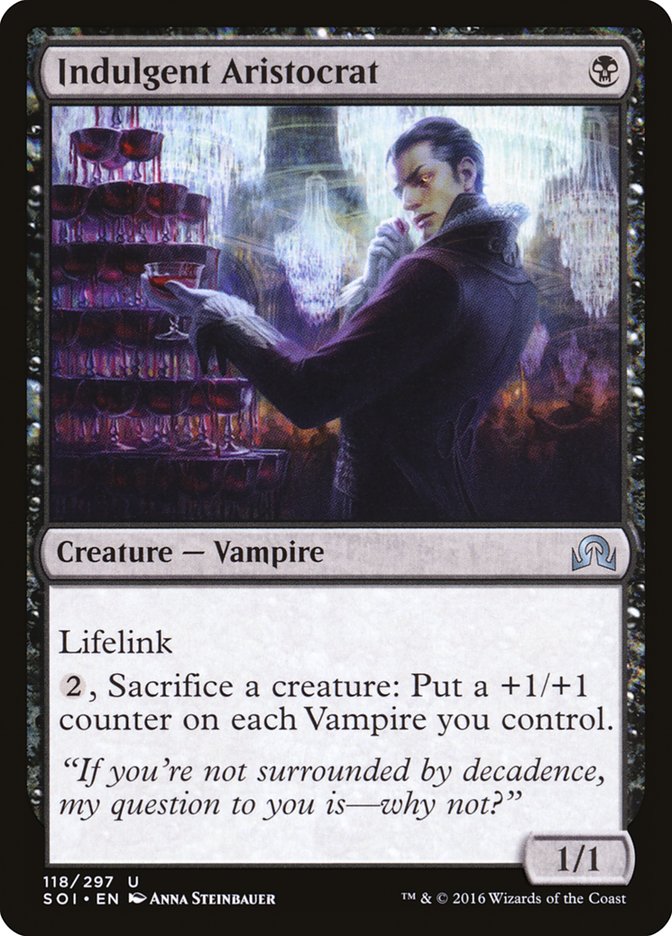 Indulgent Aristocrat
Creature — Vampire
Lifelink
2, Sacrifice a creature: Put a +1/+1
counter on each Vampire you control.
“If you’re not surrounded by decadence,
my question to you is—why not?”
1/1
118/297 U
SOI • EN Anna Steinbauer
™ & © 2016 Wizards of the Coast